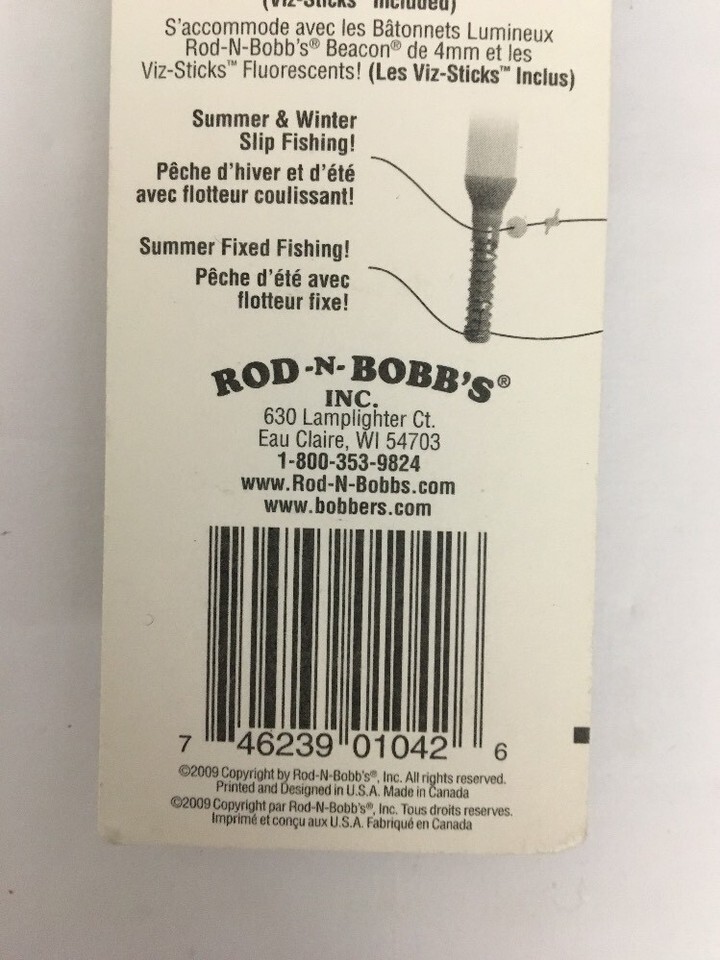 (Viz-Sticks™ Included)
S'accommode avec les Bâtonnets Lumineux
Rod-N-Bobb's® Beacon® de 4mm et les
Viz-Sticks™ Fluorescents! (Les Viz-Sticks™ Inclus)
Summer & Winter
Slip Fishing!
Pêche d'hiver et d'été
avec flotteur coulissant!
Summer Fixed Fishing!
Pêche d'été avec
flotteur fixe!
ROD-N-BOBB'S®
INC.
630 Lamplighter Ct.
Eau Claire, WI 54703
1-800-353-9824
www.Rod-N-Bobbs.com
www.bobbers.com
7 46239 01042 6
©2009 Copyright by Rod-N-Bobb's®, Inc. All rights reserved.
Printed and Designed in U.S.A. Made in Canada
©2009 Copyright par Rod-N-Bobb's®, Inc. Tous droits reserves.
Imprimé et conçu aux U.S.A. Fabriqué en Canada